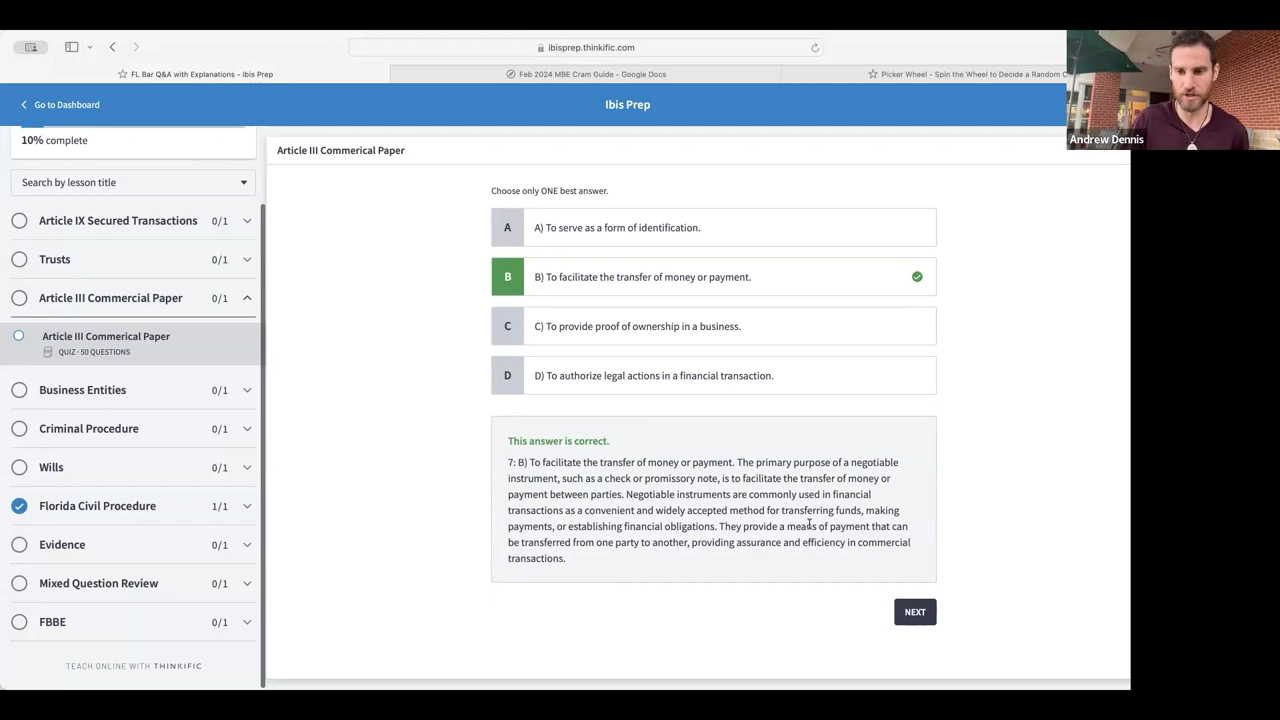 ibisprep.thinkific.com
FL Bar Q&A with Explanations - Ibis Prep
Feb 2024 MBE Cram Guide - Google Docs
Picker Wheel - Spin the Wheel to Decide a Random C
Go to Dashboard
Ibis Prep
Andrew Dennis
10% complete
Search by lesson title
Article IX Secured Transactions 0/1
Trusts 0/1
Article III Commercial Paper 0/1
Article III Commerical Paper
QUIZ · 50 QUESTIONS
Business Entities 0/1
Criminal Procedure 0/1
Wills 0/1
Florida Civil Procedure 1/1
Evidence 0/1
Mixed Question Review 0/1
FBBE 0/1
TEACH ONLINE WITH THINKIFIC
Article III Commerical Paper
Choose only ONE best answer.
A A) To serve as a form of identification.
B B) To facilitate the transfer of money or payment.
C C) To provide proof of ownership in a business.
D D) To authorize legal actions in a financial transaction.
This answer is correct.
7: B) To facilitate the transfer of money or payment. The primary purpose of a negotiable
instrument, such as a check or promissory note, is to facilitate the transfer of money or
payment between parties. Negotiable instruments are commonly used in financial
transactions as a convenient and widely accepted method for transferring funds, making
payments, or establishing financial obligations. They provide a means of payment that can
be transferred from one party to another, providing assurance and efficiency in commercial
transactions.
NEXT